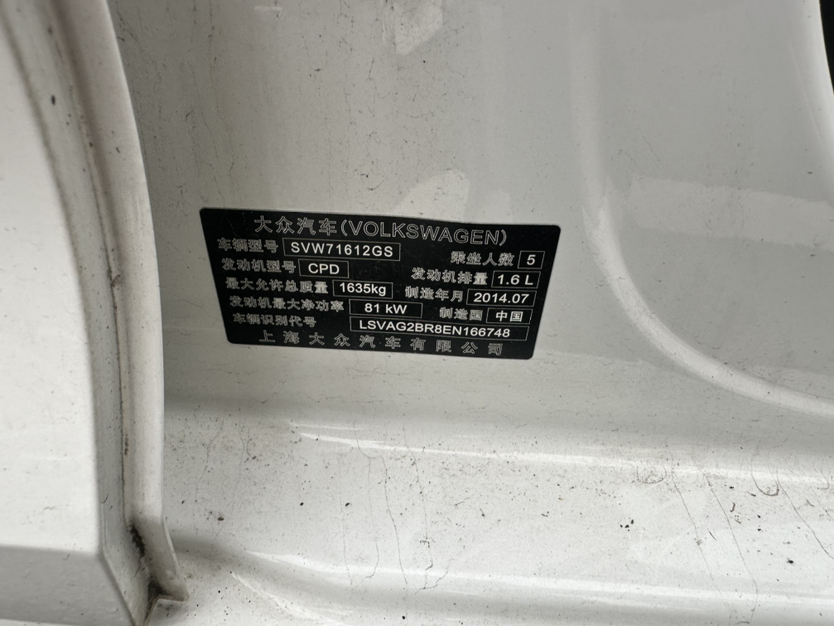 大众汽车(VOLKSWAGEN)
车辆型号 SVW71612GS 乘坐人数 5
发动机型号 CPD 发动机排量 1.6 L
最大允许总质量 1635kg 制造年月 2014.07
发动机最大净功率 81 kW 制造国 中国
车辆识别代号 LSVAG2BR8EN166748
上海大众汽车有限公司